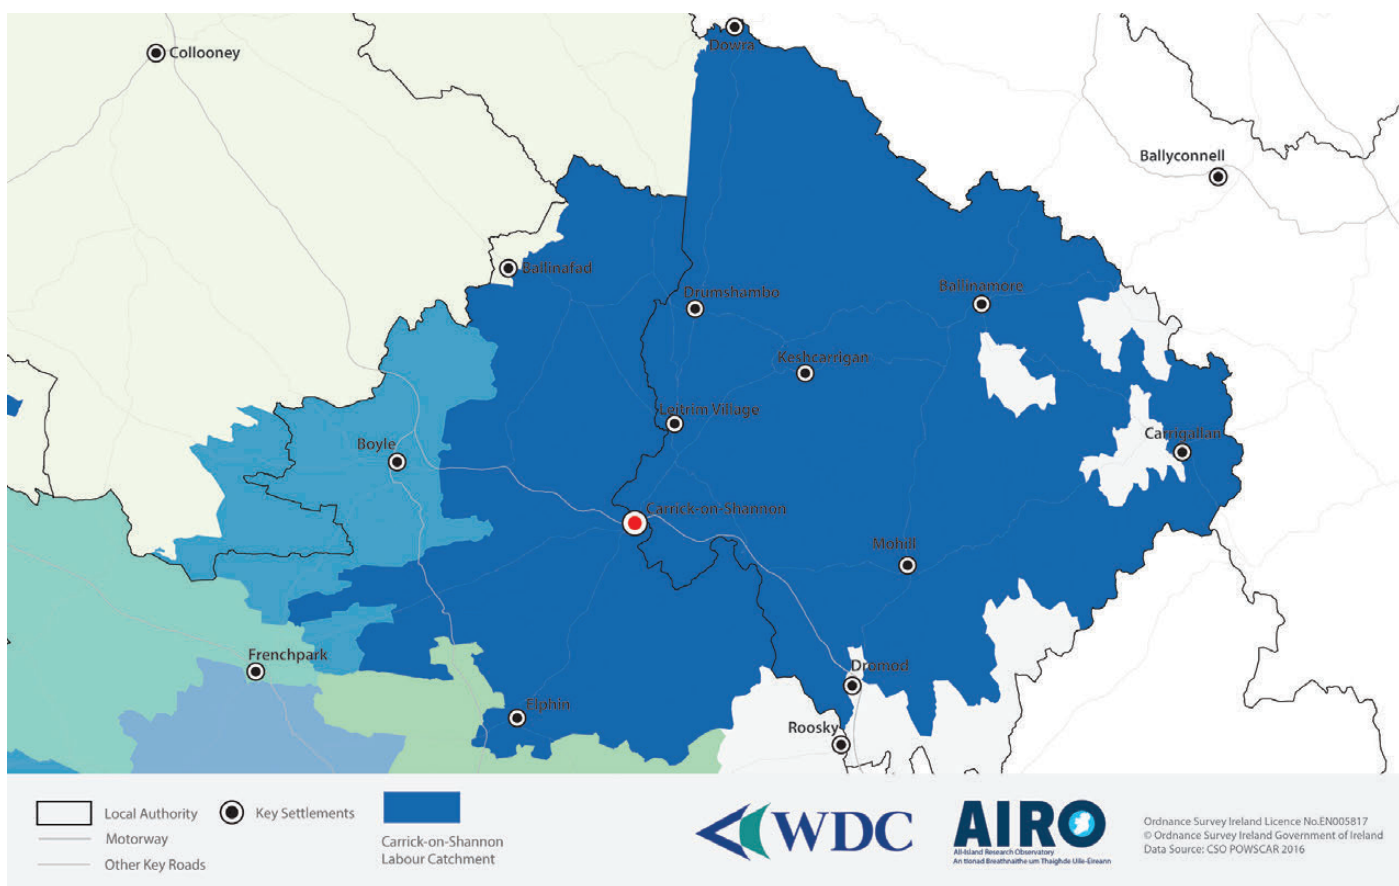 Collooney
Dowra
Ballyconnell
Ballinafad
Drumshambo
Ballinamore
Keshcarrigan
Leitrim Village
Boyle
Carrigallan
Carrick-on-Shannon
Mohill
Frenchpark
Dromod
Elphin
Roosky
Local Authority
Motorway
Other Key Roads
Key Settlements
Carrick-on-Shannon
Labour Catchment
WDC
AIRO
All-Island Research Observatory
An tIonad Breathnaithe um Thaighde Uile-Eireann
Ordnance Survey Ireland Licence No.EN005817
© Ordnance Survey Ireland Government of Ireland
Data Source: CSO POWSCAR 2016